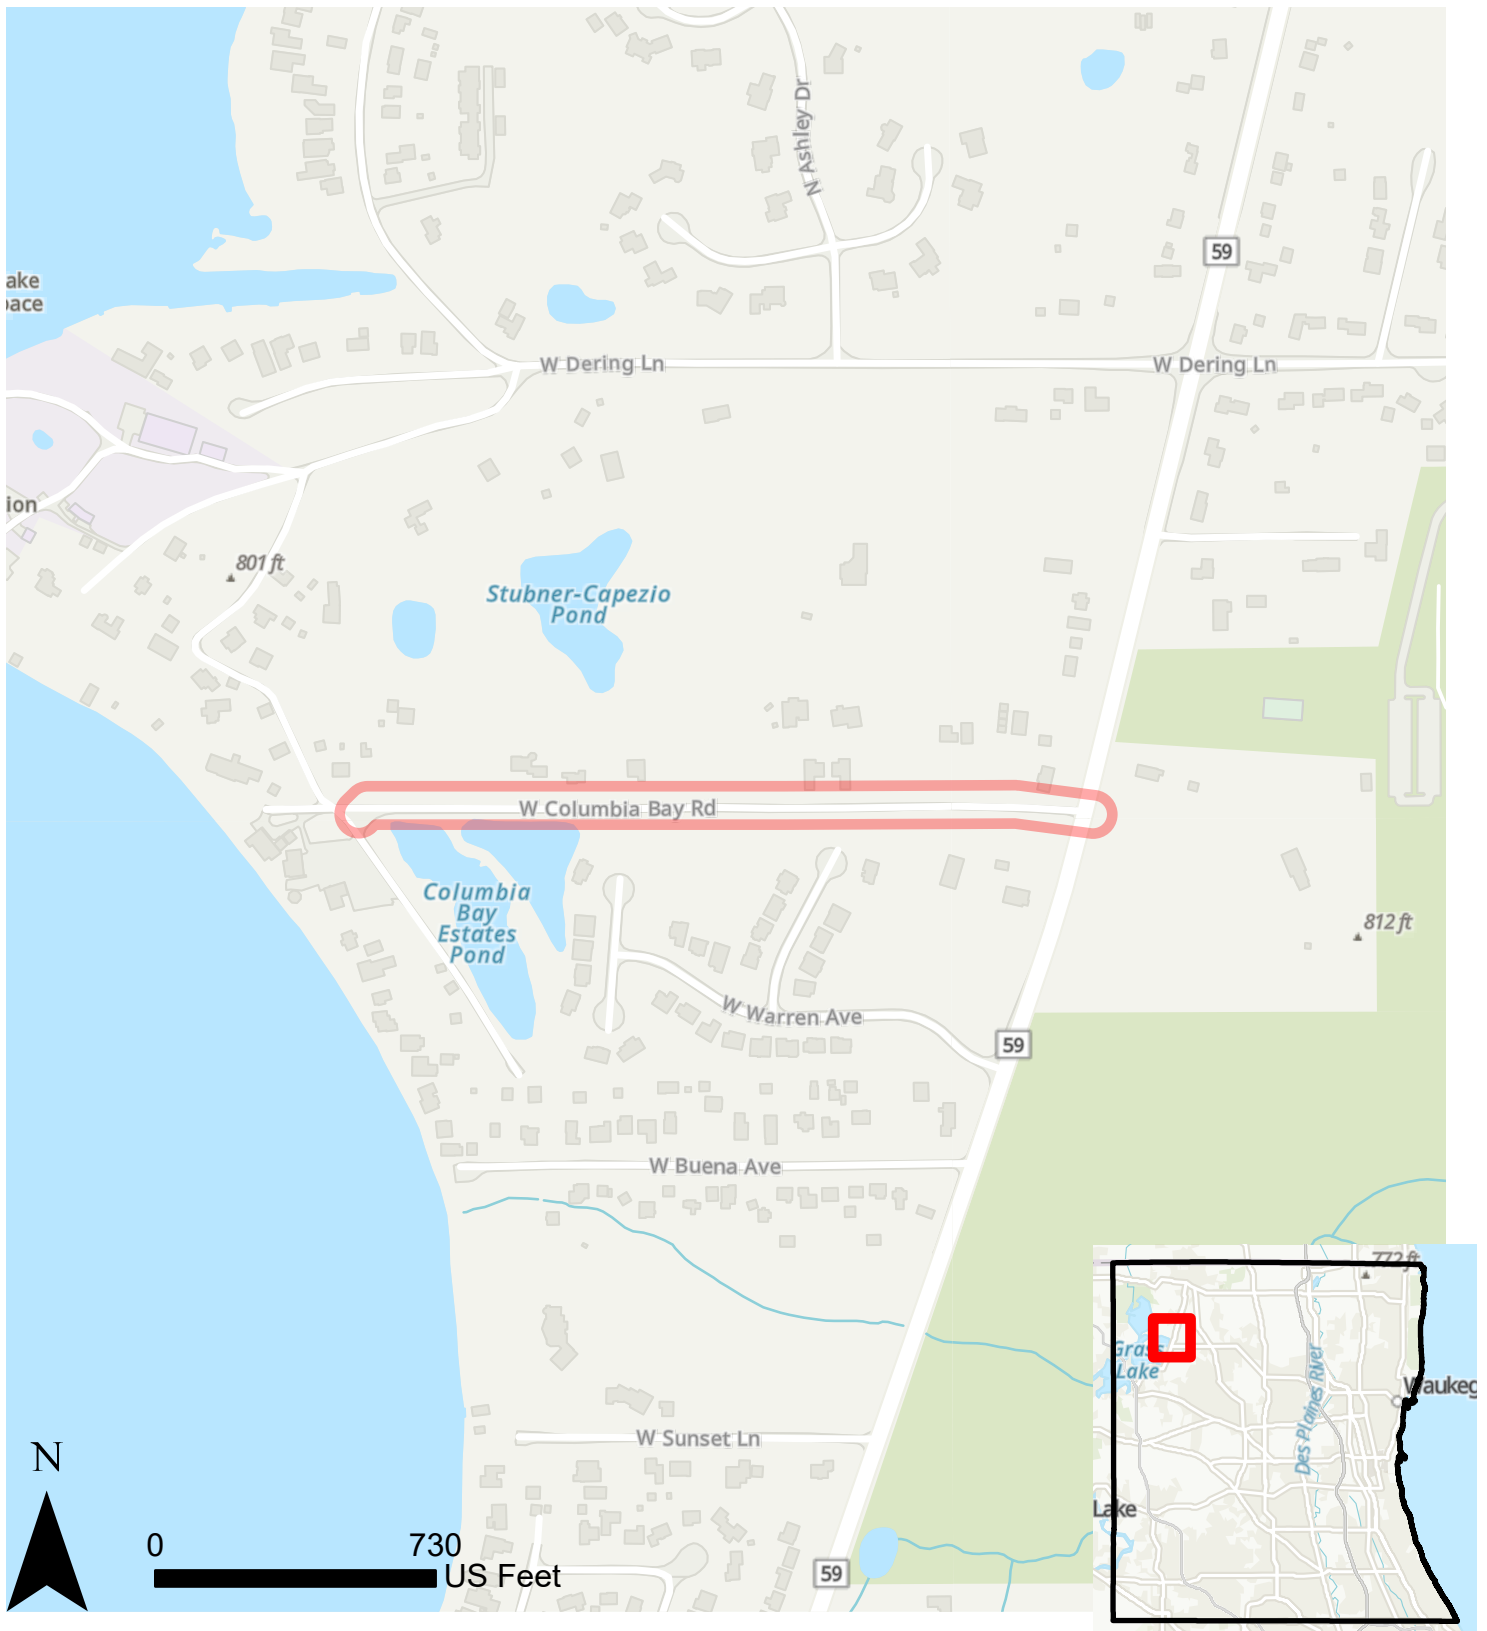 N Ashley Dr
59
ake
pace
W Dering Ln
W Dering Ln
ion
801 ft
Stubner-Capezio
Pond
W Columbia Bay Rd
Columbia
Bay
Estates
Pond
812 ft
W Warren Ave
59
W Buena Ave
772 ft
Grass
Lake
Waukeg
Des Plaines River
W Sunset Ln
N
Lake
0
730
US Feet
59